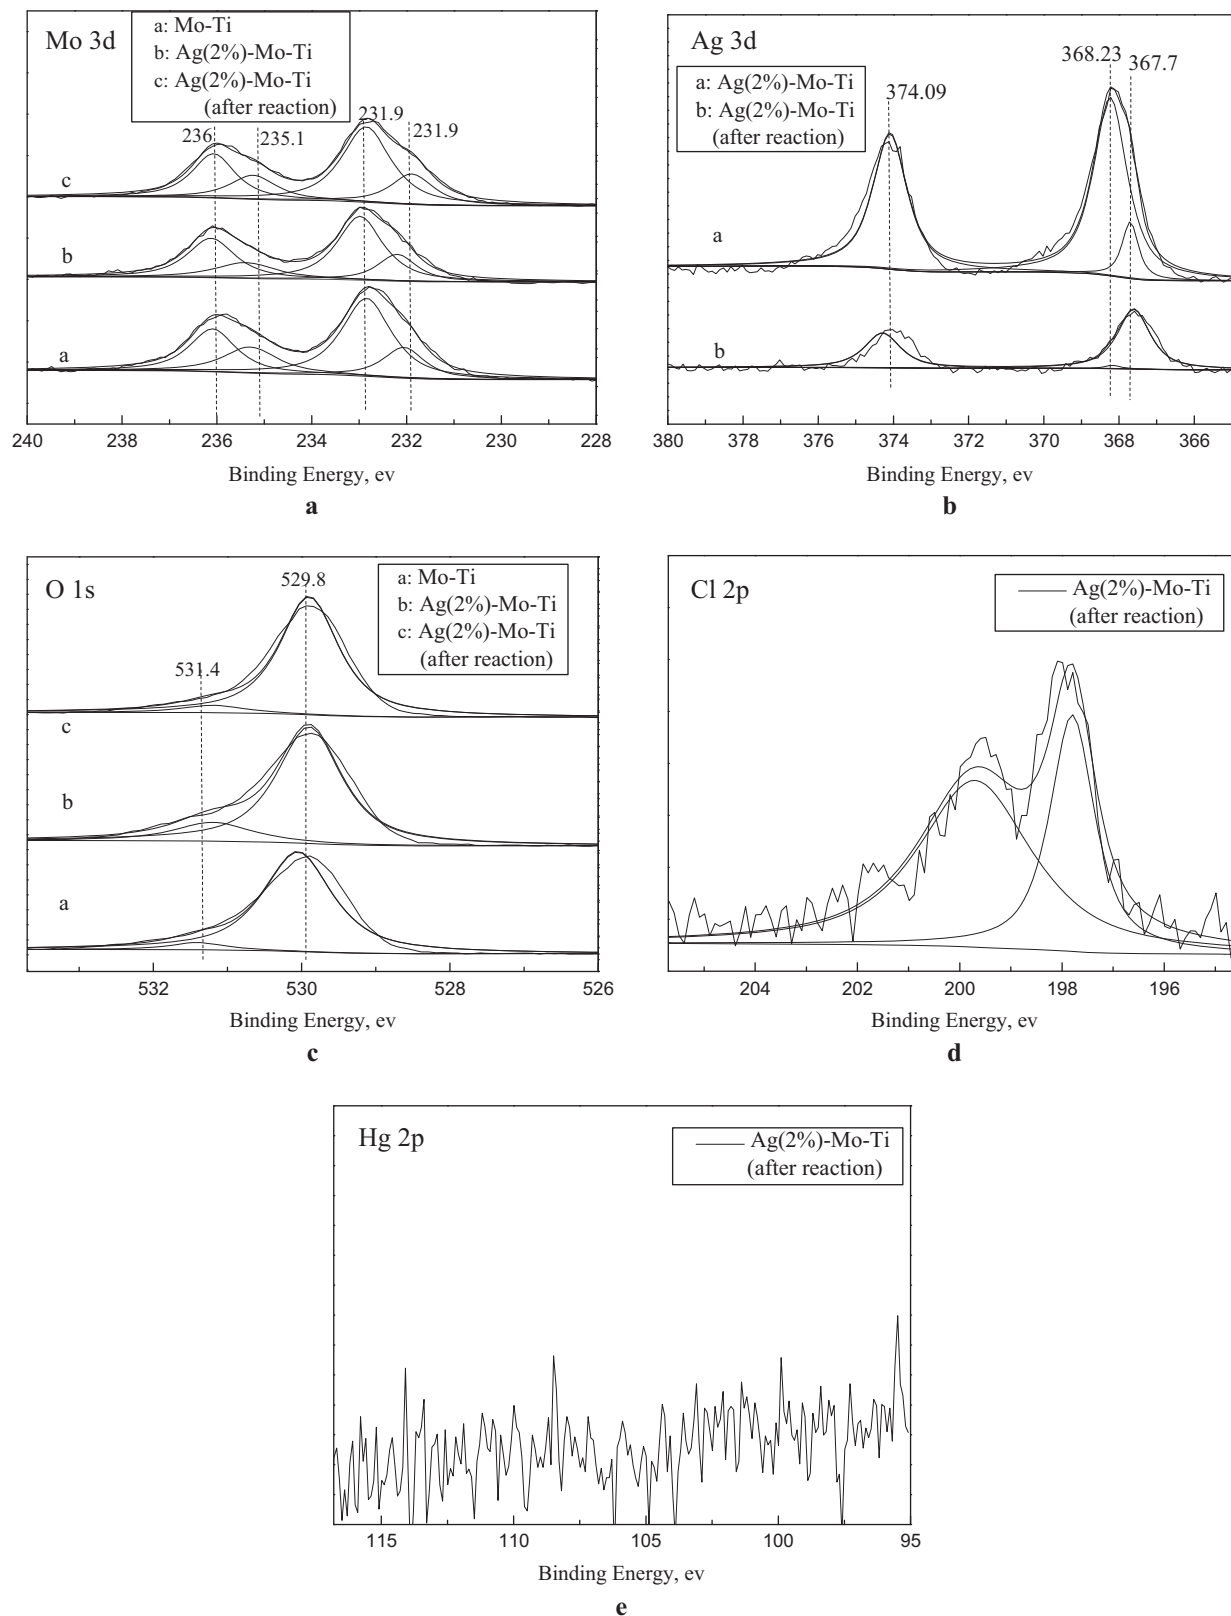 Mo 3d
a: Mo-Ti
b: Ag(2%)-Mo-Ti
c: Ag(2%)-Mo-Ti
(after reaction)
236
235.1
231.9
231.9
c
b
a
240
238
236
234
232
230
228
Binding Energy, ev
a
Ag 3d
a: Ag(2%)-Mo-Ti
b: Ag(2%)-Mo-Ti
(after reaction)
374.09
368.23
367.7
a
b
380
378
376
374
372
370
368
366
Binding Energy, ev
b
O 1s
a: Mo-Ti
b: Ag(2%)-Mo-Ti
c: Ag(2%)-Mo-Ti
(after reaction)
529.8
531.4
c
b
a
532
530
528
526
Binding Energy, ev
c
Cl 2p
Ag(2%)-Mo-Ti
(after reaction)
204
202
200
198
196
Binding Energy, ev
d
Hg 2p
Ag(2%)-Mo-Ti
(after reaction)
115
110
105
100
95
Binding Energy, ev
e